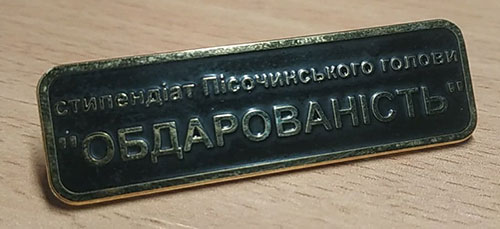 стипендіат Пісочинського голови
"ОБДАРОВАНІСТЬ"